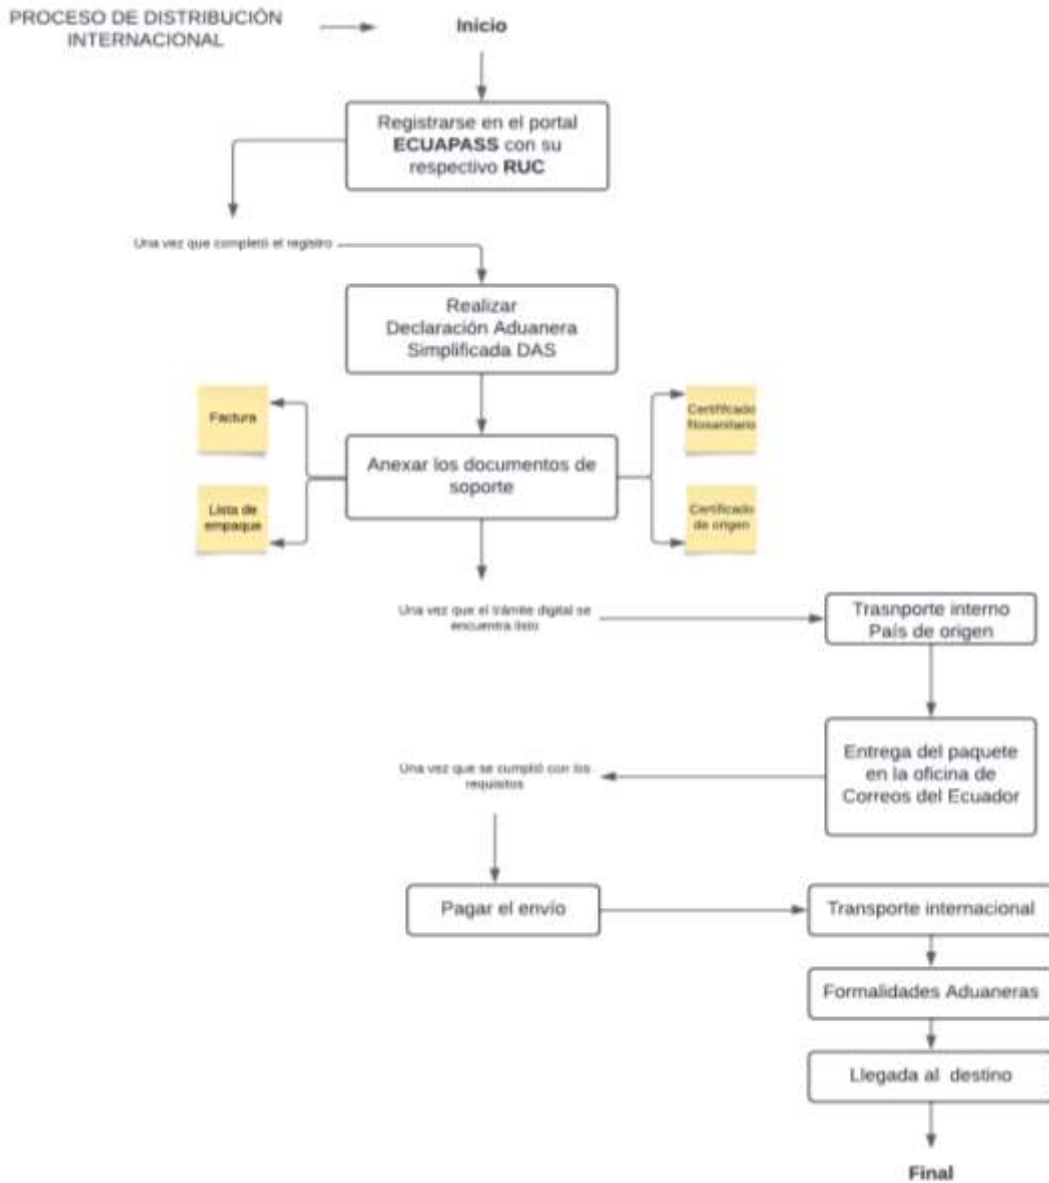 PROCESO DE DISTRIBUCIÓN
INTERNACIONAL
Inicio
Registrarse en el portal
ECUAPASS con su
respectivo RUC
Una vez que completó el registro
Realizar
Declaración Aduanera
Simplificada DAS
Factura
Certificado
fitosanitario
Anexar los documentos de
soporte
Lista de
empaque
Certificado
de origen
Una vez que el trámite digital se
encuentra listo
Trasnporte interno
País de origen
Entrega del paquete
en la oficina de
Correos del Ecuador
Una vez que se cumplió con los
requisitos
Pagar el envío
Transporte internacional
Formalidades Aduaneras
Llegada al destino
Final